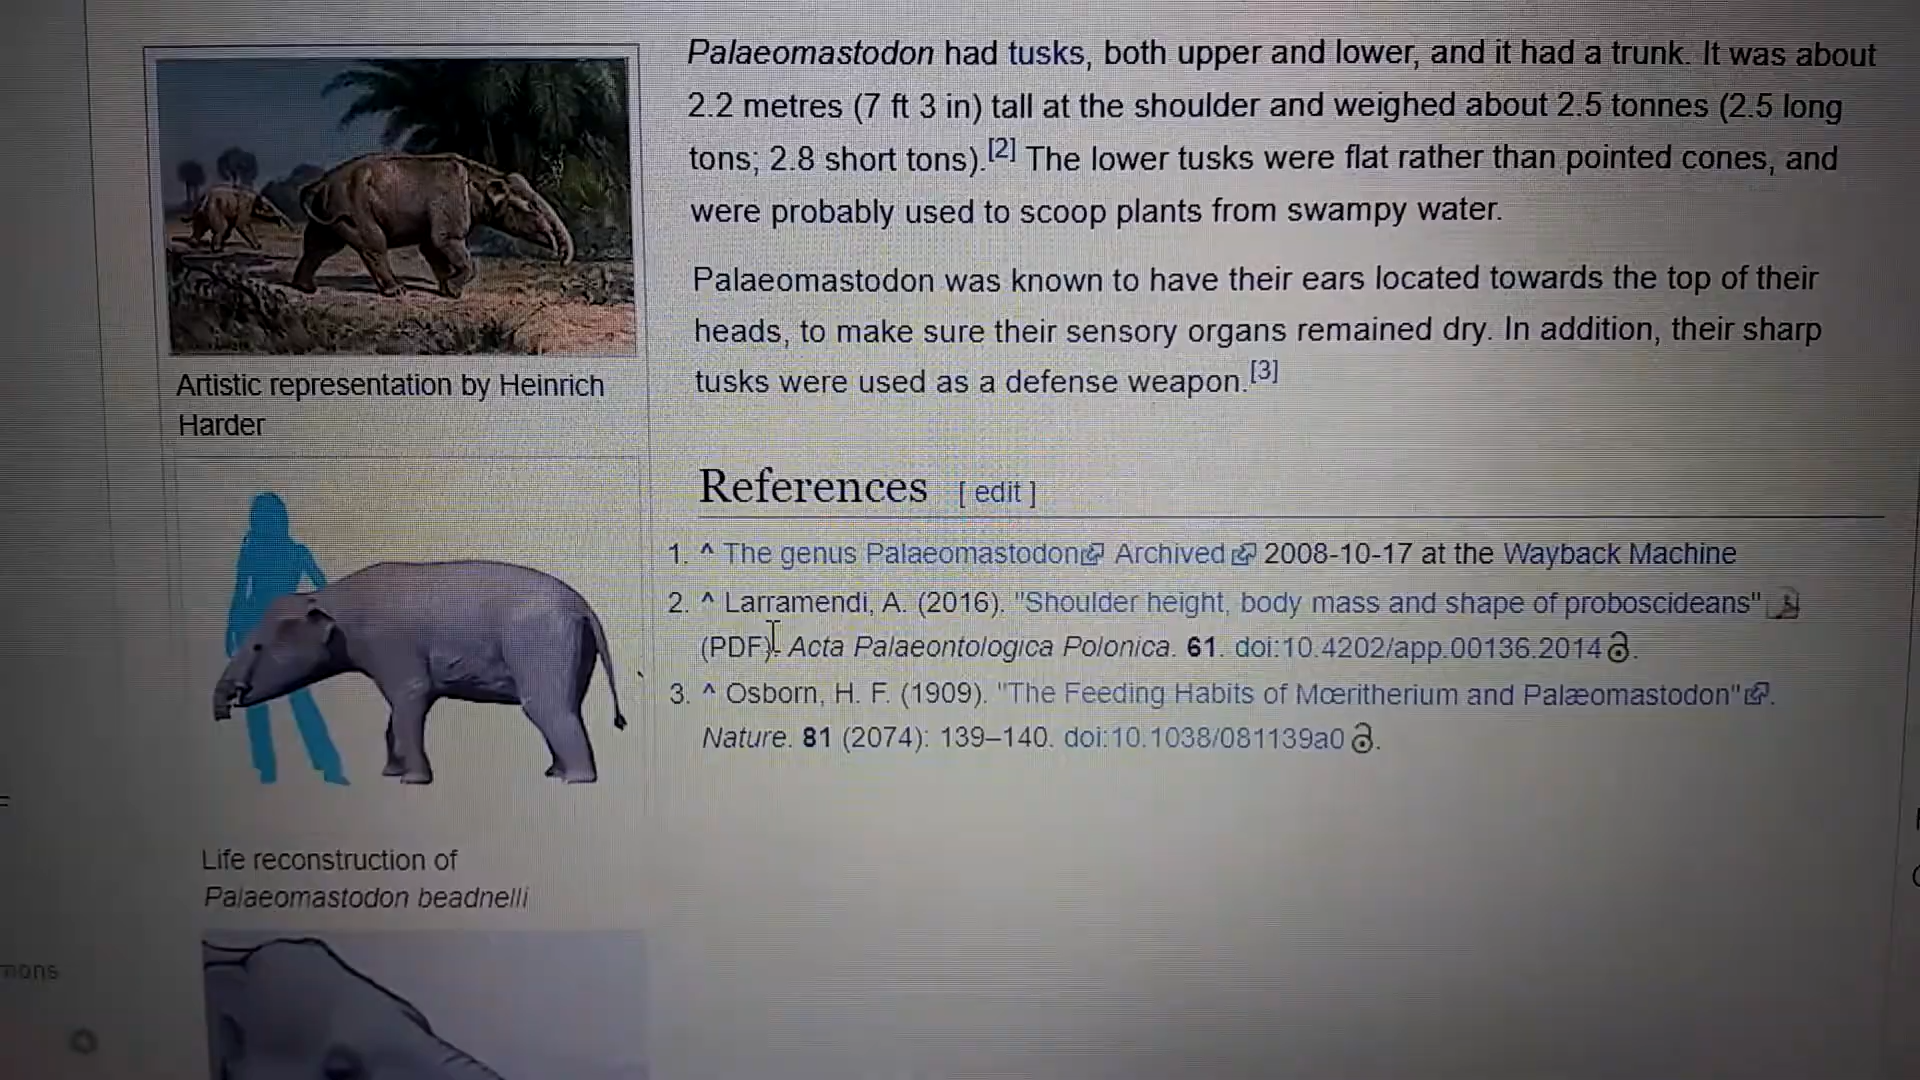 Palaeomastodon had tusks, both upper and lower, and it had a trunk. It was about
2.2 metres (7 ft 3 in) tall at the shoulder and weighed about 2.5 tonnes (2.5 long
tons; 2.8 short tons).[2] The lower tusks were flat rather than pointed cones, and
were probably used to scoop plants from swampy water.
Palaeomastodon was known to have their ears located towards the top of their
heads, to make sure their sensory organs remained dry. In addition, their sharp
tusks were used as a defense weapon.[3]
Artistic representation by Heinrich
Harder
References [ edit ]
1. ^ The genus Palaeomastodon Archived 2008-10-17 at the Wayback Machine
2. ^ Larramendi, A. (2016). "Shoulder height, body mass and shape of proboscideans"
(PDF). Acta Palaeontologica Polonica. 61. doi:10.4202/app.00136.2014.
3. ^ Osborn, H. F. (1909). "The Feeding Habits of Mœritherium and Palæomastodon".
Nature. 81 (2074): 139–140. doi:10.1038/081139a0.
Life reconstruction of
Palaeomastodon beadnelli
mons